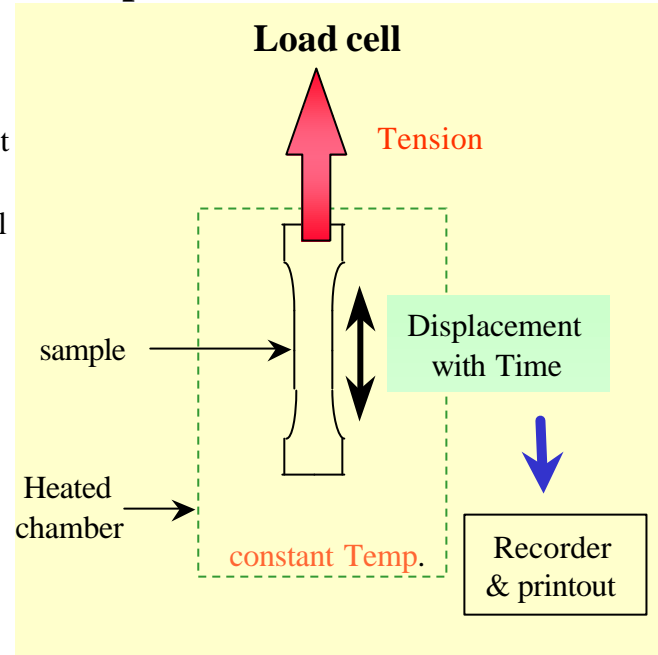 Load cell
Tension
sample
Displacement
with Time
Heated
chamber
constant Temp.
Recorder
& printout